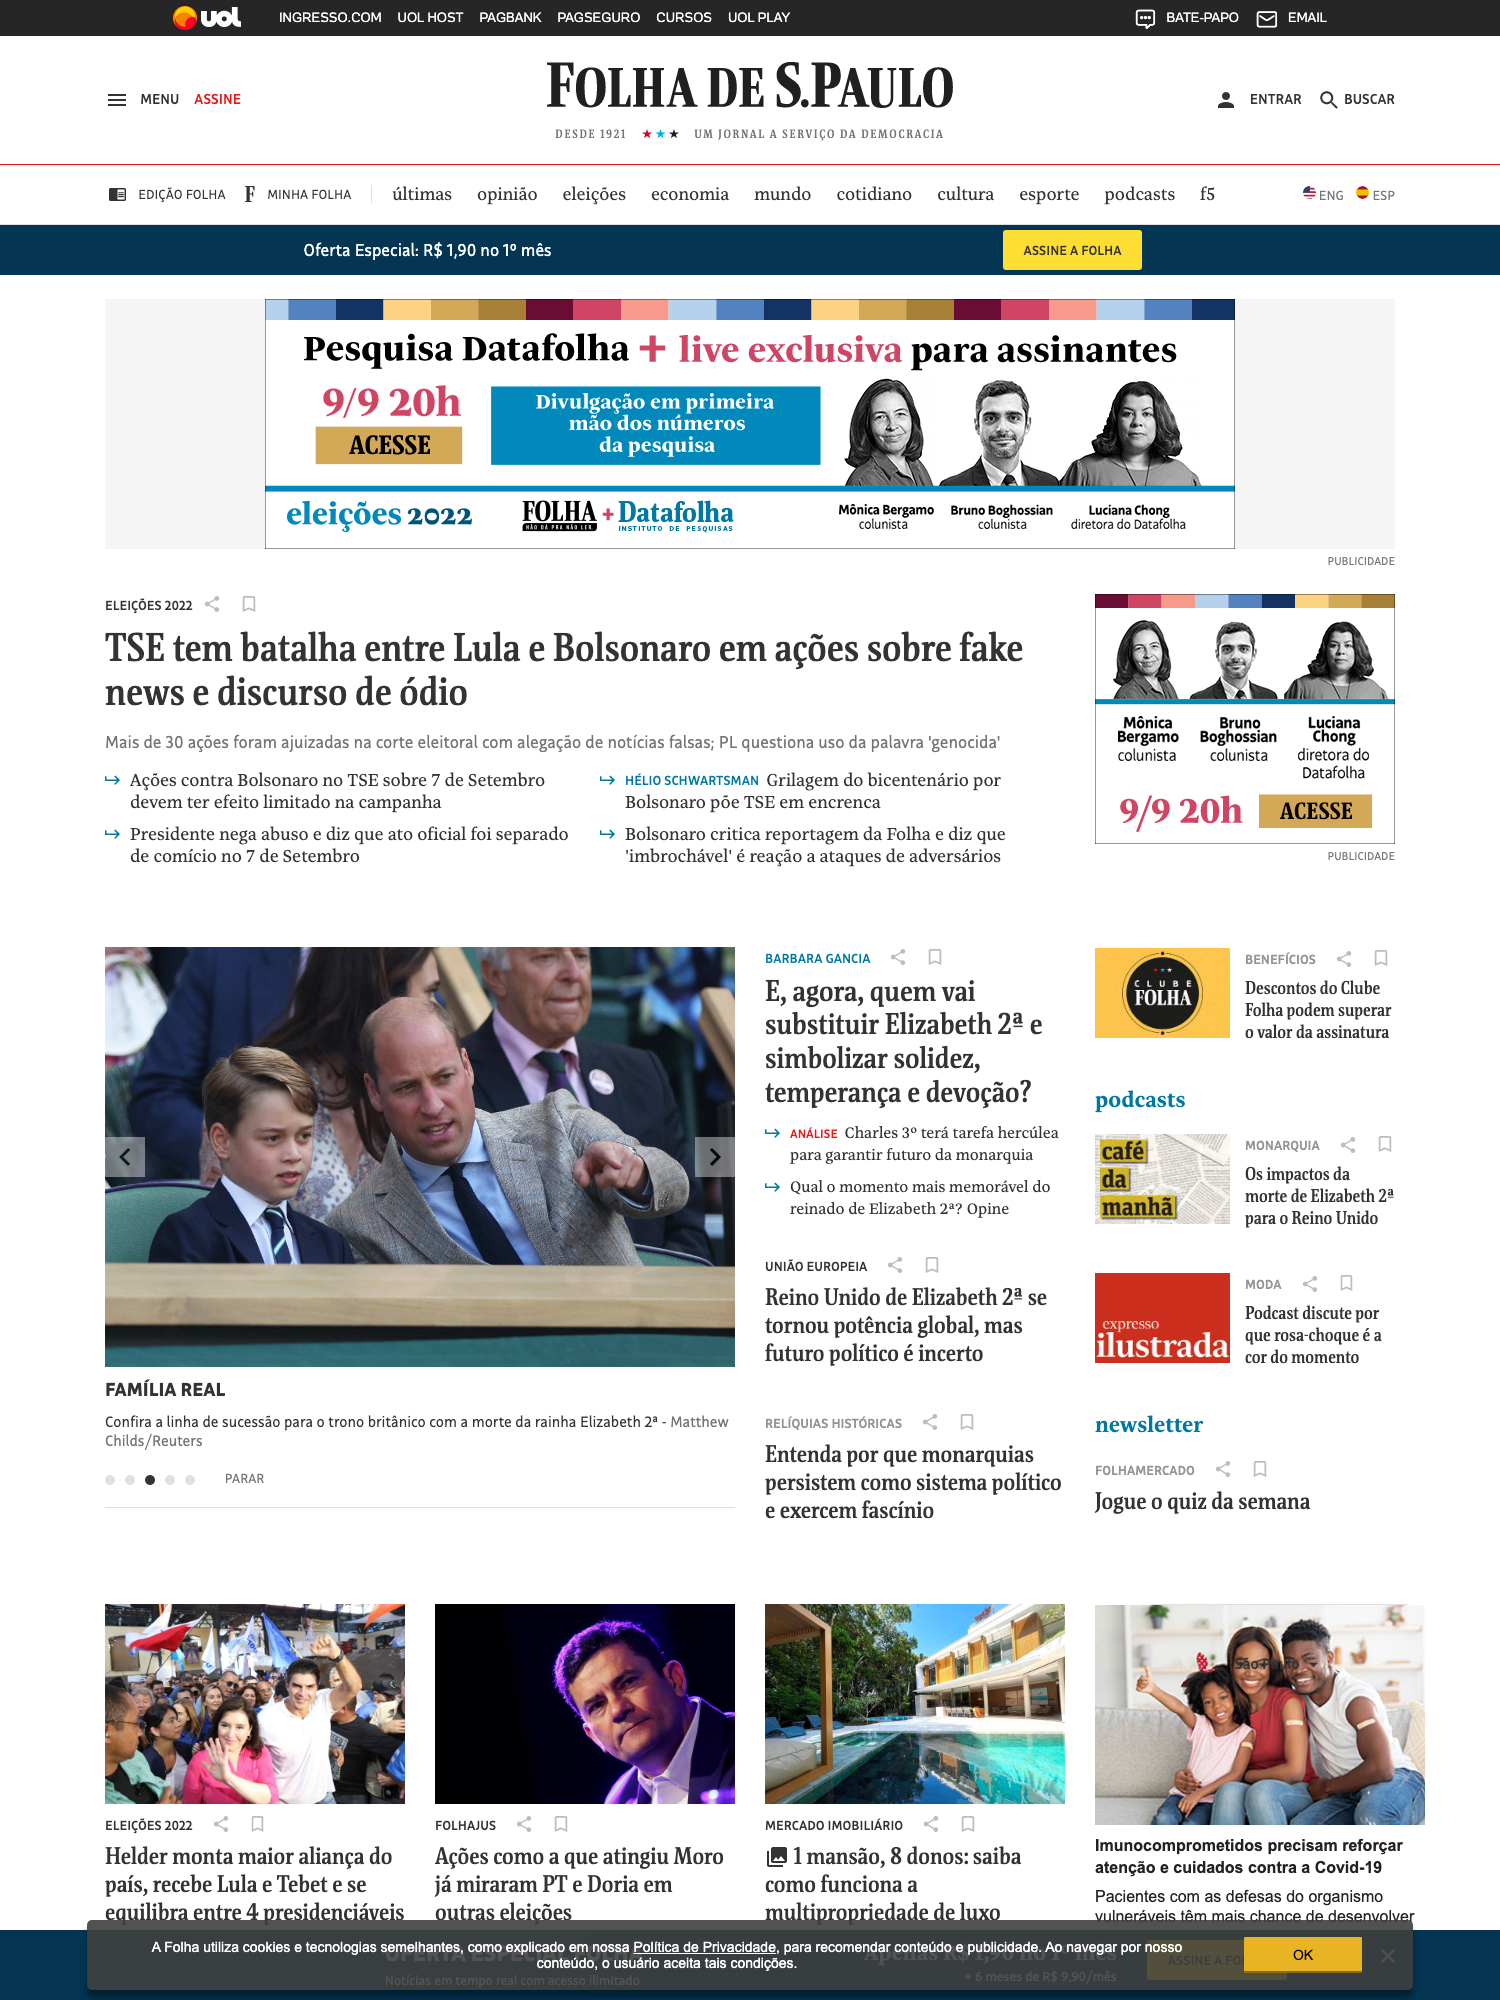 uol INGRESSO.COM UOL HOST PAGBANK PAGSEGURO CURSOS UOL PLAY BATE-PAPO EMAIL
MENU ASSINE
FOLHA DE S.PAULO
ENTRAR BUSCAR
DESDE 1921 ★★★ UM JORNAL A SERVIÇO DA DEMOCRACIA
EDIÇÃO FOLHA F MINHA FOLHA últimas opinião eleições economia mundo cotidiano cultura esporte podcasts f5 ENG ESP
Oferta Especial: R$ 1,90 no 1º mês ASSINE A FOLHA
Pesquisa Datafolha + live exclusiva para assinantes
9/9 20h
ACESSE
Divulgação em primeira
mão dos números
da pesquisa
eleições 2022
FOLHA + Datafolha
NÃO DÁ PRA NÃO LER. INSTITUTO DE PESQUISAS
Mônica Bergamo
colunista
Bruno Boghossian
colunista
Luciana Chong
diretora do Datafolha
PUBLICIDADE
ELEIÇÕES 2022
TSE tem batalha entre Lula e Bolsonaro em ações sobre fake
news e discurso de ódio
Mais de 30 ações foram ajuizadas na corte eleitoral com alegação de notícias falsas; PL questiona uso da palavra 'genocida'
Ações contra Bolsonaro no TSE sobre 7 de Setembro
devem ter efeito limitado na campanha
Presidente nega abuso e diz que ato oficial foi separado
de comício no 7 de Setembro
HÉLIO SCHWARTSMAN Grilagem do bicentenário por
Bolsonaro põe TSE em encrenca
Bolsonaro critica reportagem da Folha e diz que
'imbrochável' é reação a ataques de adversários
Mônica
Bergamo
colunista
Bruno
Boghossian
colunista
Luciana
Chong
diretora do
Datafolha
9/9 20h ACESSE
PUBLICIDADE
FAMÍLIA REAL
Confira a linha de sucessão para o trono britânico com a morte da rainha Elizabeth 2ª - Matthew
Childs/Reuters
PARAR
BARBARA GANCIA
E, agora, quem vai
substituir Elizabeth 2ª e
simbolizar solidez,
temperança e devoção?
ANÁLISE Charles 3º terá tarefa hercúlea
para garantir futuro da monarquia
Qual o momento mais memorável do
reinado de Elizabeth 2ª? Opine
UNIÃO EUROPEIA
Reino Unido de Elizabeth 2ª se
tornou potência global, mas
futuro político é incerto
RELÍQUIAS HISTÓRICAS
Entenda por que monarquias
persistem como sistema político
e exercem fascínio
CLUBE
FOLHA
BENEFÍCIOS
Descontos do Clube
Folha podem superar
o valor da assinatura
podcasts
café
da
manhã
MONARQUIA
Os impactos da
morte de Elizabeth 2ª
para o Reino Unido
expresso
ilustrada
MODA
Podcast discute por
que rosa-choque é a
cor do momento
newsletter
FOLHAMERCADO
Jogue o quiz da semana
ELEIÇÕES 2022
Helder monta maior aliança do
país, recebe Lula e Tebet e se
equilibra entre 4 presidenciáveis
FOLHAJUS
Ações como a que atingiu Moro
já miraram PT e Doria em
outras eleições
MERCADO IMOBILIÁRIO
1 mansão, 8 donos: saiba
como funciona a
multipropriedade de luxo
São Paulo
Imunocomprometidos precisam reforçar
atenção e cuidados contra a Covid-19
Pacientes com as defesas do organismo
vulneráveis têm mais chance de desenvolver
A Folha utiliza cookies e tecnologias semelhantes, como explicado em nossa Política de Privacidade, para recomendar conteúdo e publicidade. Ao navegar por nosso
conteúdo, o usuário aceita tais condições.
OK
Notícias em tempo real com acesso ilimitado
+ 6 meses de R$ 9,90/mês
ASSINE A FO